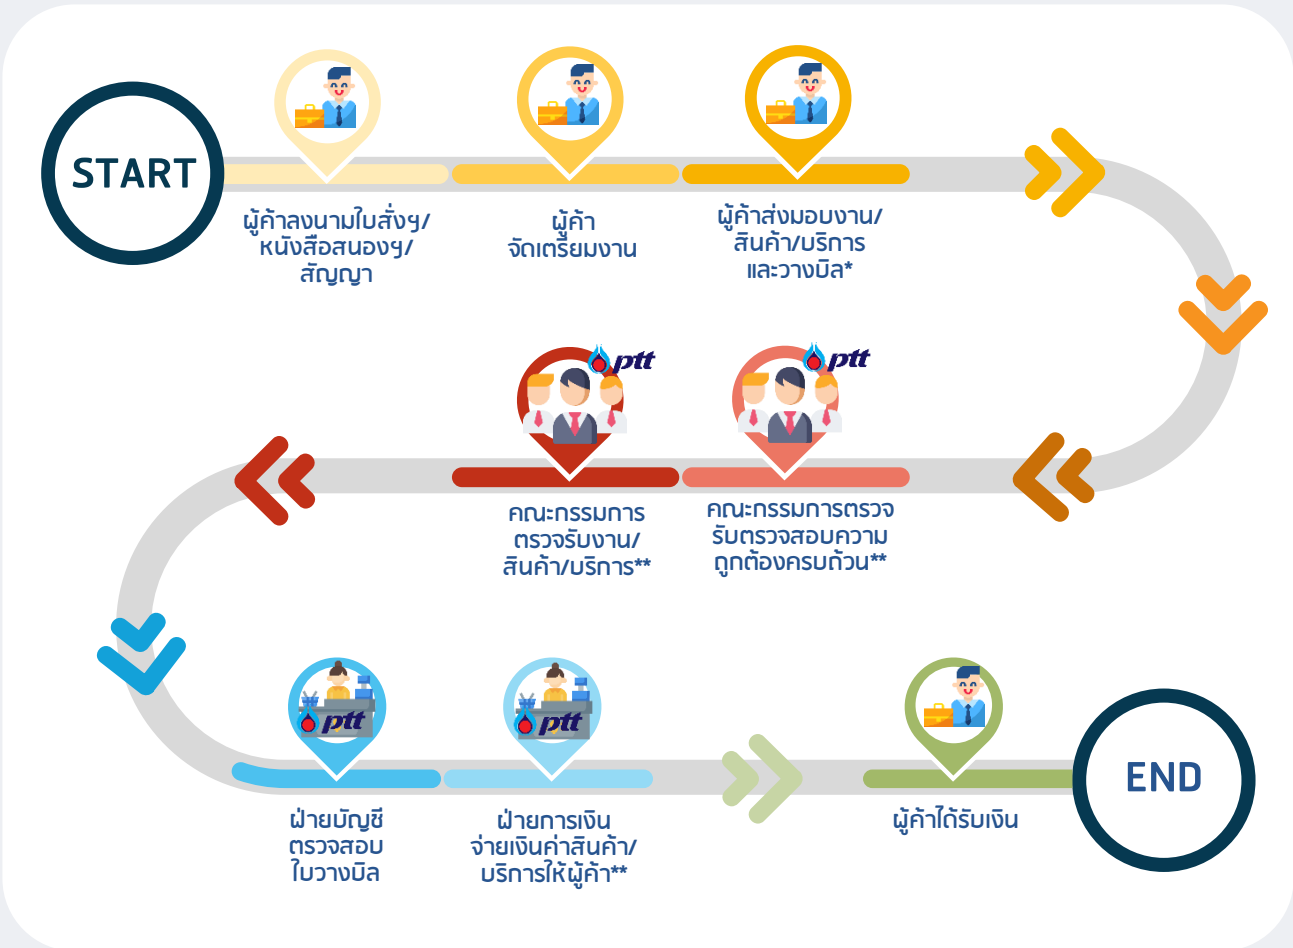 START
ผู้ค้าลงนามใบสั่งฯ/
หนังสือสนองฯ/
สัญญา
ผู้ค้า
จัดเตรียมงาน
ผู้ค้าส่งมอบงาน/
สินค้า/บริการ
และวางบิล*
ptt
ptt
คณะกรรมการตรวจ
รับตรวจสอบความ
ถูกต้องครบถ้วน**
คณะกรรมการ
ตรวจรับงาน/
สินค้า/บริการ**
ptt
ptt
ฝ่ายบัญชี
ตรวจสอบ
ใบวางบิล
ฝ่ายการเงิน
จ่ายเงินค่าสินค้า/
บริการให้ผู้ค้า**
ผู้ค้าได้รับเงิน
END